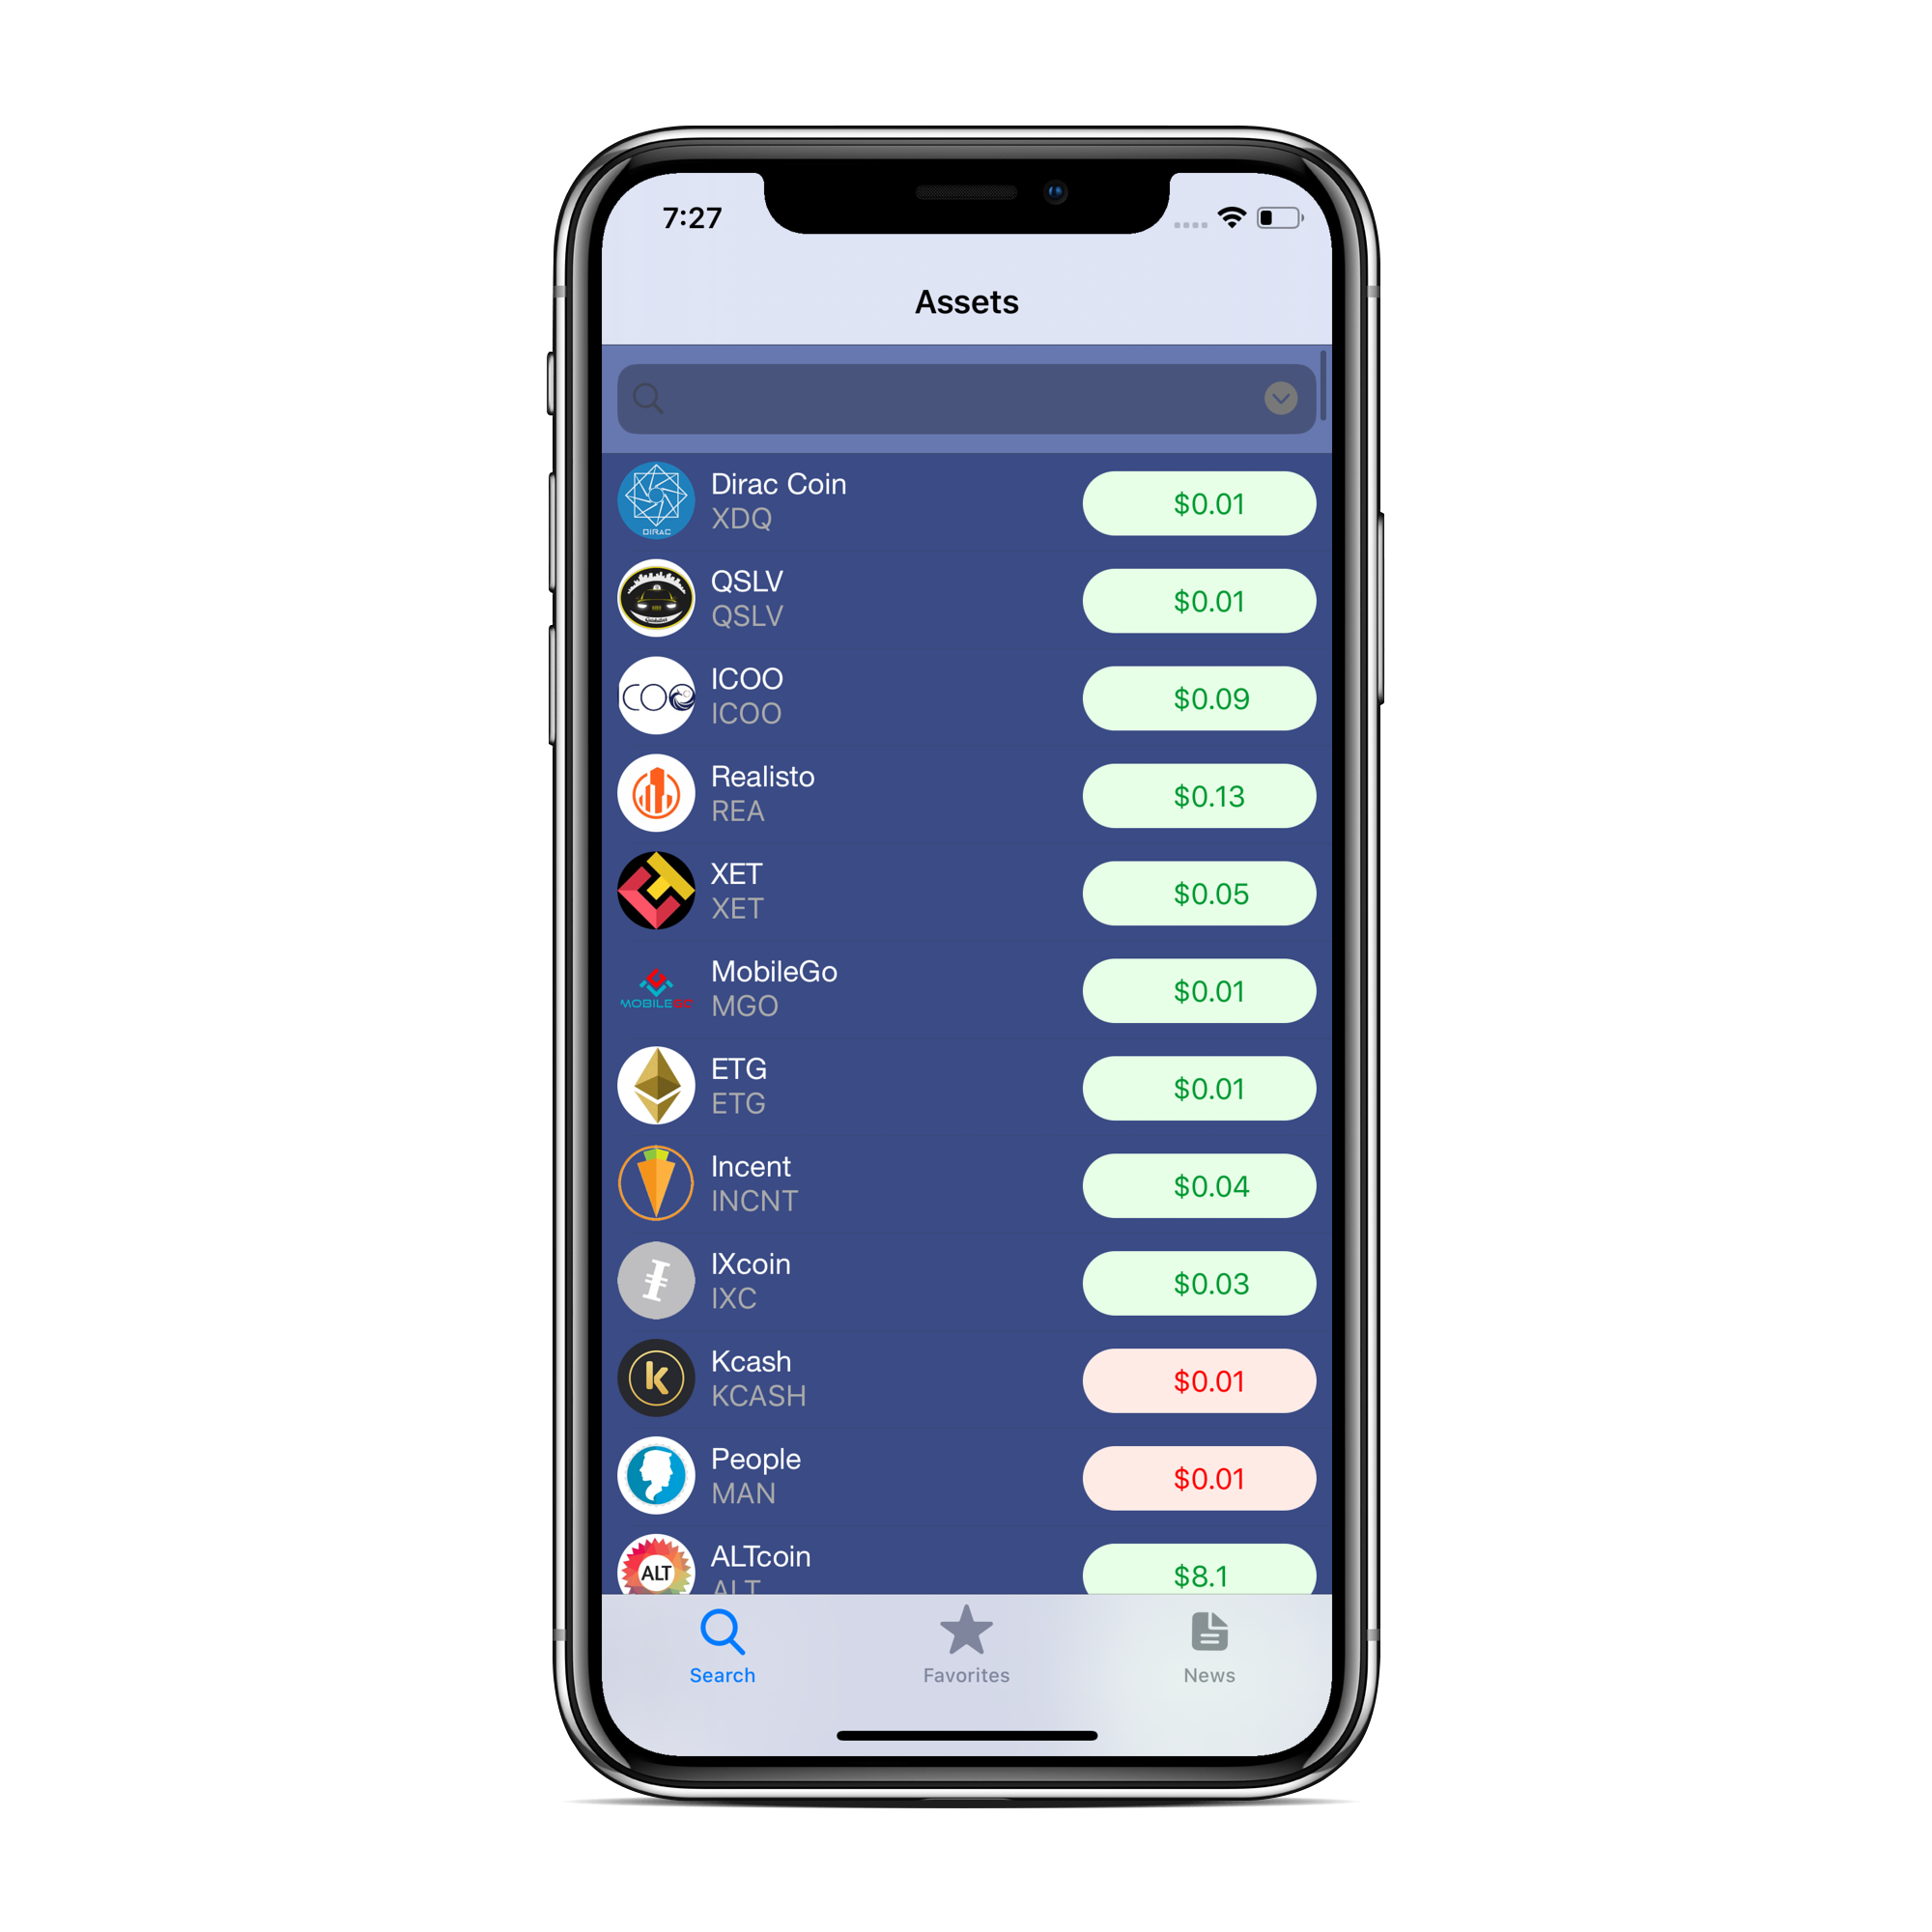 7:27
Assets
Dirac Coin
XDQ
$0.01
DIRAC
QSLV
QSLV
$0.01
ICOO
ICOO
$0.09
COO
Realisto
REA
$0.13
XET
XET
$0.05
MobileGo
MGO
$0.01
MOBILEGO
ETG
ETG
$0.01
Incent
INCNT
$0.04
IXcoin
IXC
$0.03
Kcash
KCASH
$0.01
k
People
MAN
$0.01
ALTcoin
ALT
$8.1
ALT
Search
Favorites
News